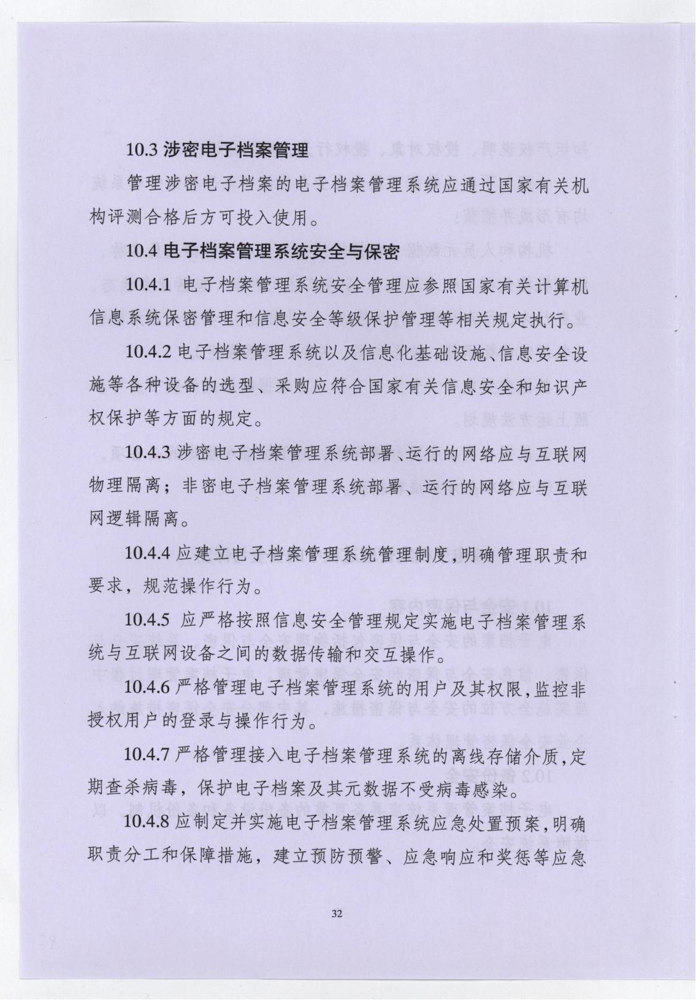 10.3 涉密电子档案管理
管理涉密电子档案的电子档案管理系统应通过国家有关机
构评测合格后方可投入使用。
10.4 电子档案管理系统安全与保密
10.4.1 电子档案管理系统安全管理应参照国家有关计算机
信息系统保密管理和信息安全等级保护管理等相关规定执行。
10.4.2 电子档案管理系统以及信息化基础设施、信息安全设
施等各种设备的选型、采购应符合国家有关信息安全和知识产
权保护等方面的规定。
10.4.3 涉密电子档案管理系统部署、运行的网络应与互联网
物理隔离；非密电子档案管理系统部署、运行的网络应与互联
网逻辑隔离。
10.4.4 应建立电子档案管理系统管理制度，明确管理职责和
要求，规范操作行为。
10.4.5 应严格按照信息安全管理规定实施电子档案管理系
统与互联网设备之间的数据传输和交互操作。
10.4.6 严格管理电子档案管理系统的用户及其权限，监控非
授权用户的登录与操作行为。
10.4.7 严格管理接入电子档案管理系统的离线存储介质，定
期查杀病毒，保护电子档案及其元数据不受病毒感染。
10.4.8 应制定并实施电子档案管理系统应急处置预案，明确
职责分工和保障措施，建立预防预警、应急响应和奖惩等应急
32